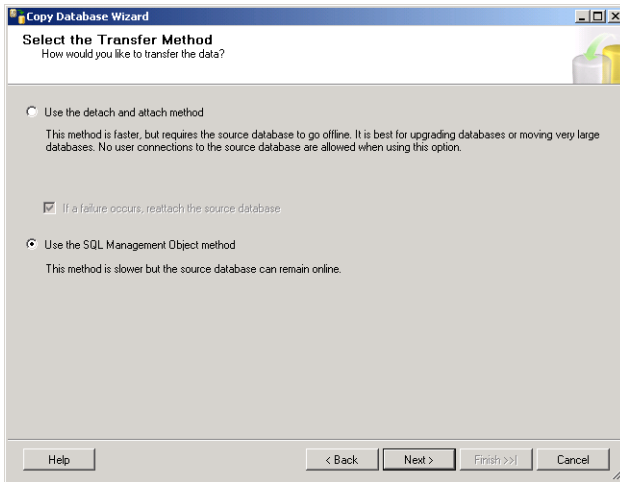 Copy Database Wizard
Select the Transfer Method
How would you like to transfer the data?
Use the detach and attach method
This method is faster, but requires the source database to go offline. It is best for upgrading databases or moving very large
databases. No user connections to the source database are allowed when using this option.
If a failure occurs, reattach the source database
Use the SQL Management Object method
This method is slower but the source database can remain online.
Help
< Back
Next >
Finish >>|
Cancel